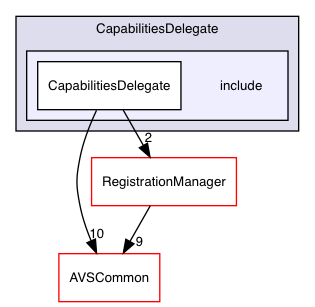 CapabilitiesDelegate
CapabilitiesDelegate include
2
RegistrationManager
10 9
AVSCommon